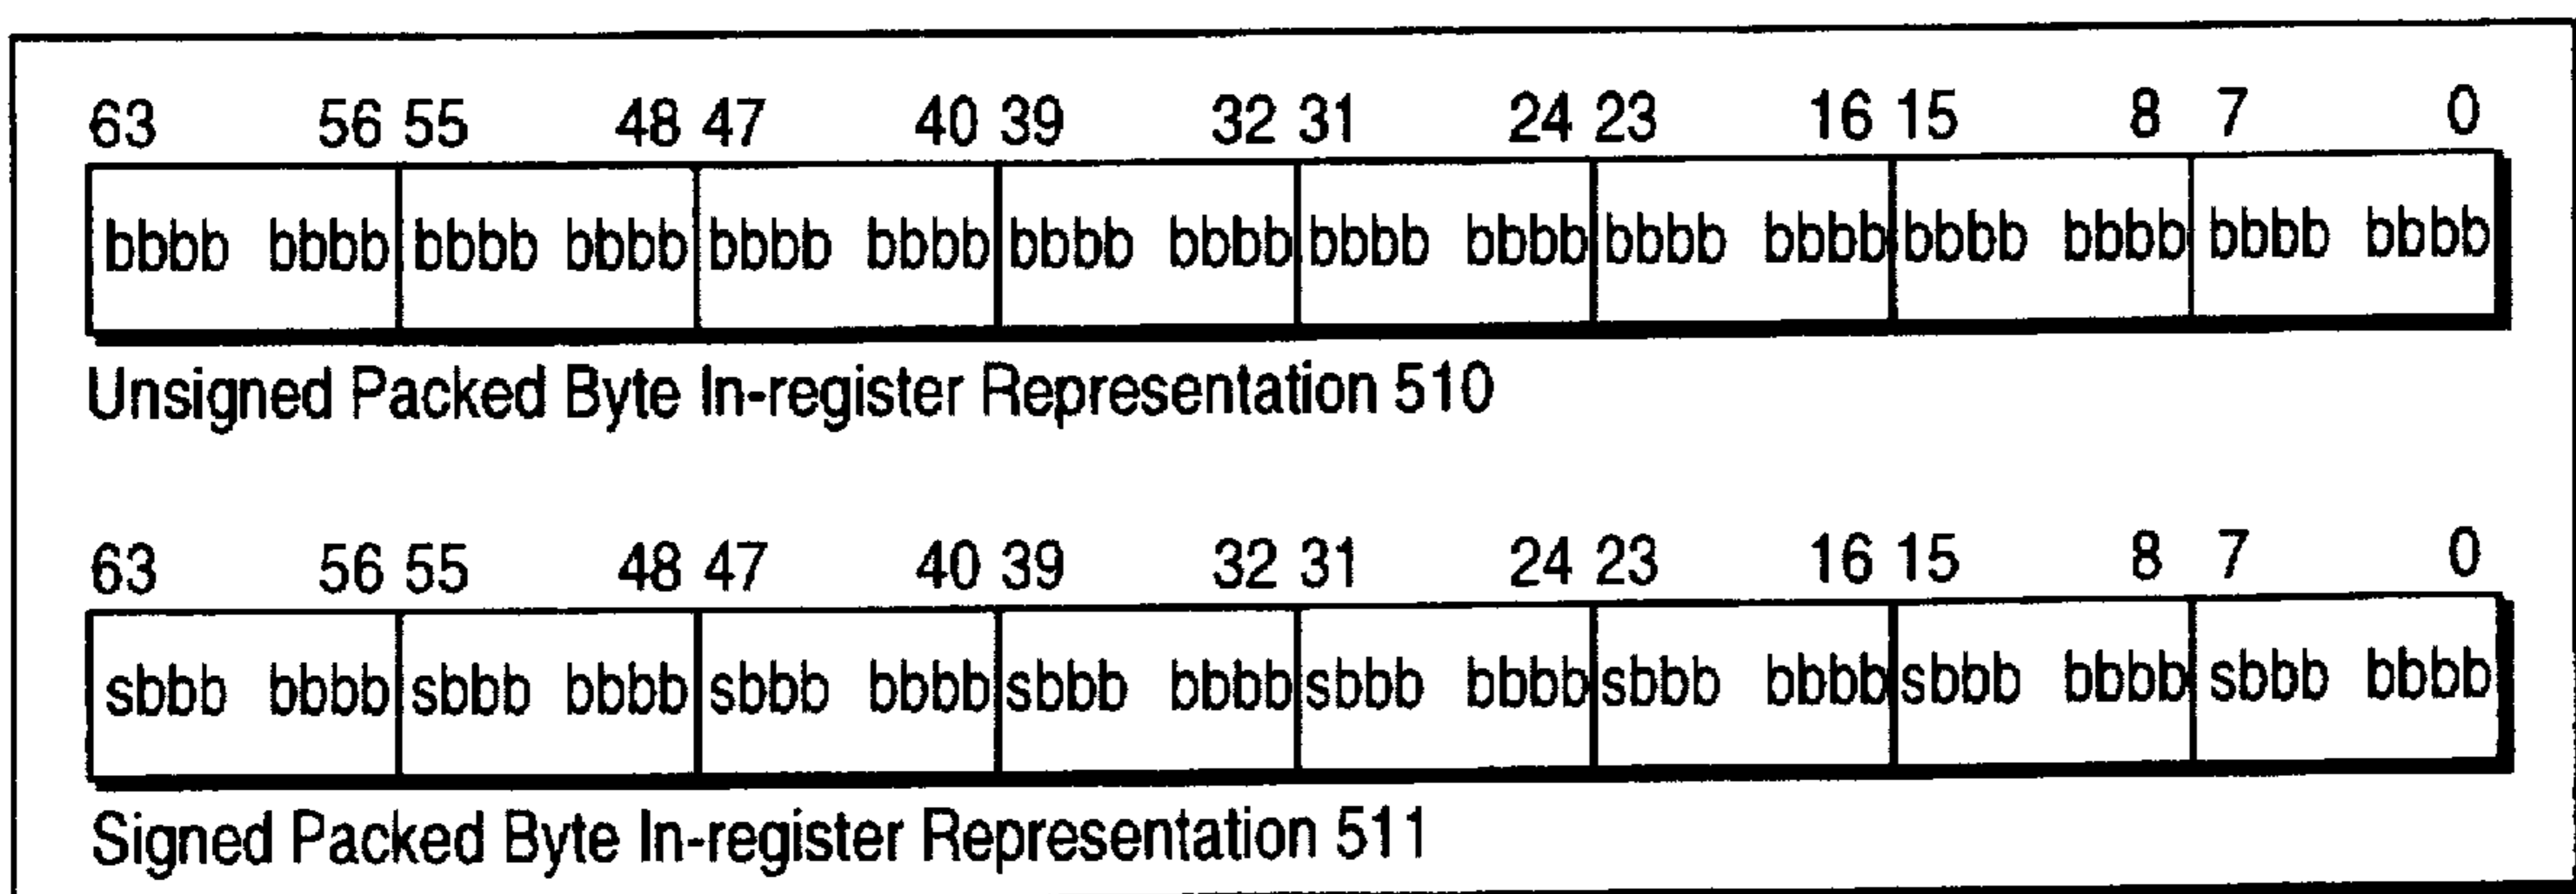 63 56 55 48 47 40 39 32 31 24 23 16 15 8 7 0
bbbb bbbb bbbb bbbb bbbb bbbb bbbb bbbb bbbb bbbb bbbb bbbb bbbb bbbb bbbb bbbb
Unsigned Packed Byte In-register Representation 510
63 56 55 48 47 40 39 32 31 24 23 16 15 8 7 0
sbbb bbbb sbbb bbbb sbbb bbbb sbbb bbbb sbbb bbbb sbbb bbbb sbbb bbbb sbbb bbbb
Signed Packed Byte In-register Representation 511